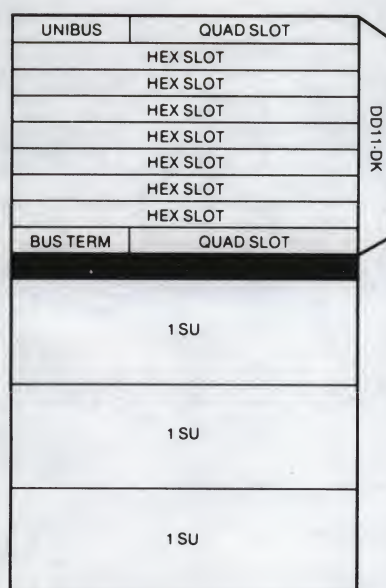 UNIBUS QUAD SLOT
HEX SLOT
HEX SLOT
HEX SLOT
HEX SLOT
HEX SLOT
HEX SLOT
HEX SLOT
BUS TERM QUAD SLOT
DD11-DK
1 SU
1 SU
1 SU